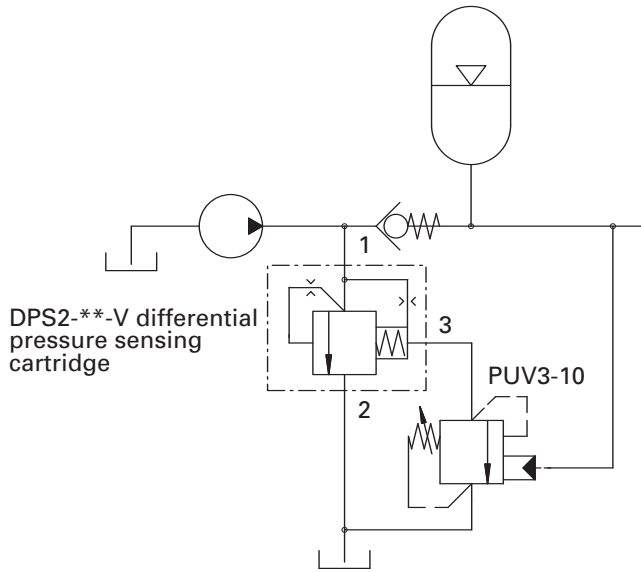 1
DPS2-**-V differential
pressure sensing
cartridge
3
PUV3-10
2